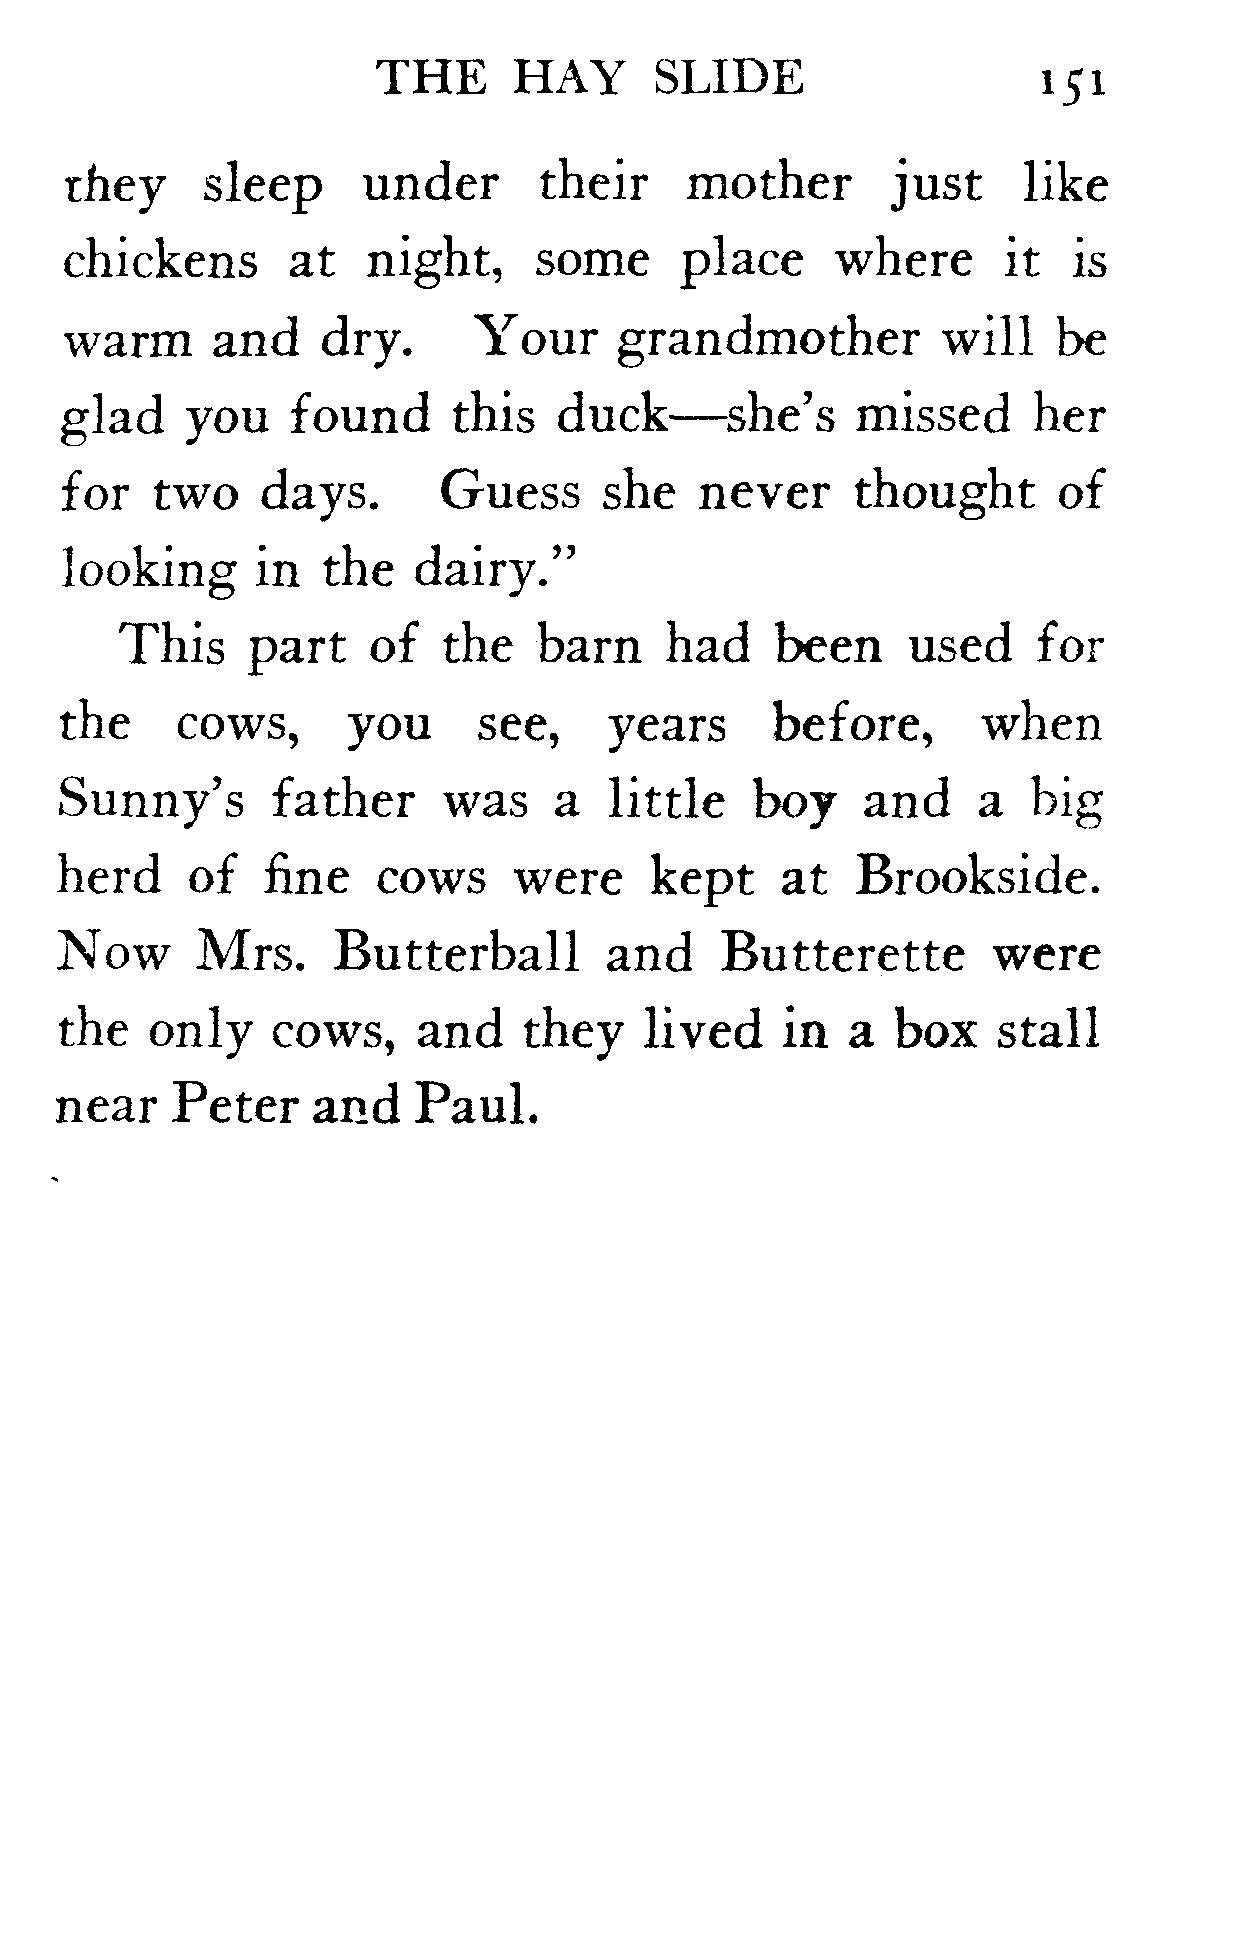 THE HAY SLIDE 151
they sleep under their mother just like
chickens at night, some place where it is
warm and dry. Your grandmother will be
glad you found this duck—she's missed her
for two days. Guess she never thought of
looking in the dairy."
This part of the barn had been used for
the cows, you see, years before, when
Sunny's father was a little boy and a big
herd of fine cows were kept at Brookside.
Now Mrs. Butterball and Butterette were
the only cows, and they lived in a box stall
near Peter and Paul.